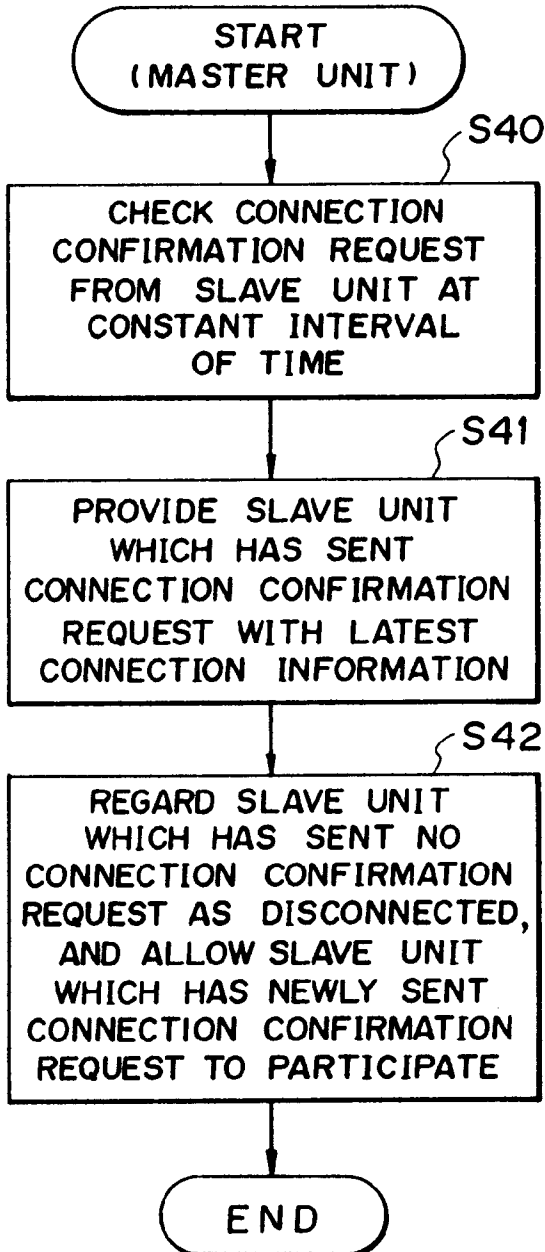 START
(MASTER UNIT)
S40
CHECK CONNECTION
CONFIRMATION REQUEST
FROM SLAVE UNIT AT
CONSTANT INTERVAL
OF TIME
S41
PROVIDE SLAVE UNIT
WHICH HAS SENT
CONNECTION CONFIRMATION
REQUEST WITH LATEST
CONNECTION INFORMATION
S42
REGARD SLAVE UNIT
WHICH HAS SENT NO
CONNECTION CONFIRMATION
REQUEST AS DISCONNECTED,
AND ALLOW SLAVE UNIT
WHICH HAS NEWLY SENT
CONNECTION CONFIRMATION
REQUEST TO PARTICIPATE
END